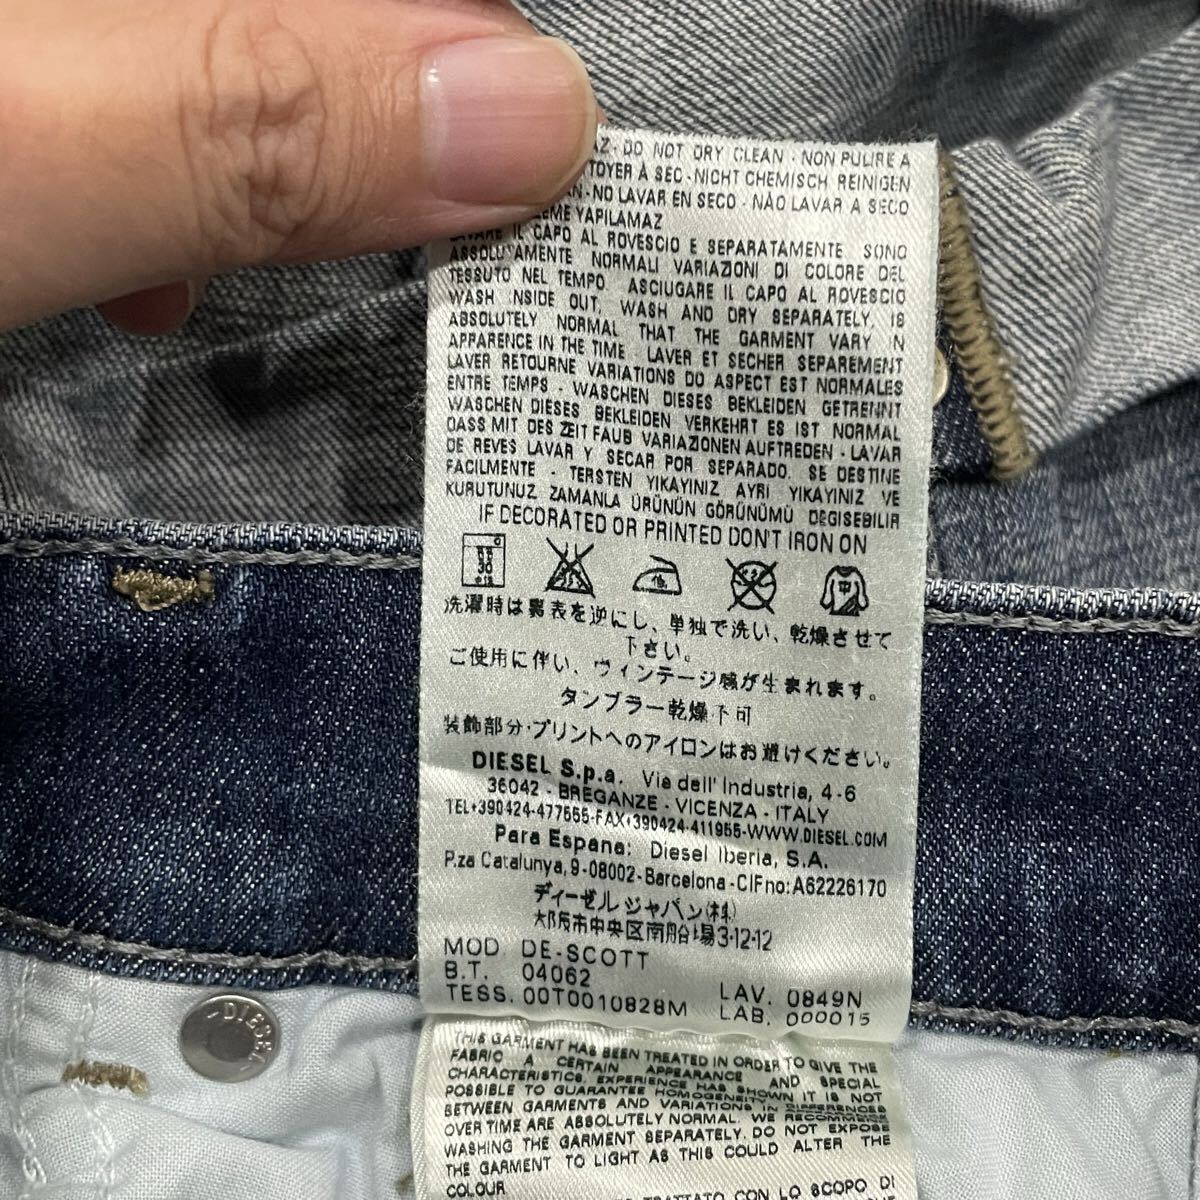 AZ - DO NOT DRY CLEAN - NON PULIRE A
TOYER À SEC - NICHT CHEMISCH REINIGEN
-NO LAVAR EN SECO - NÃO LAVAR A SECO
LEME YAPILAMAZ
LAVARE IL CAPO AL ROVESCIO E SEPARATAMENTE SONO
ABSOLUTAMENTE NORMALI VARIAZIONI DI COLORE DEL
TESSUTO NEL TEMPO. ASCIUGARE IL CAPO AL ROVESCIO
WASH INSIDE OUT, WASH AND DRY SEPARATELY, IS
ABSOLUTELY NORMAL THAT THE GARMENT VARY N
APPARENCE IN THE TIME. LAVER ET SECHER SEPAREMENT
LAVER RETOURNE VARIATIONS DO ASPECT EST NORMALES
ENTRE TEMPS - WASCHEN DIESES BEKLEIDEN GETRENNT
WASCHEN DIESES BEKLEIDEN VERKEHRT ES IST NORMAL
DASS MIT DES ZEIT FAUB VARIAZIONEN AUFTREDEN - LAVAR
DE REVES LAVAR Y SECAR POR SEPARADO. SE DESTINE
FACILMENTE - TERSTEN YIKAYINIZ AYRI YIKAYINIZ VE
KURUTUNUZ ZAMANLA ÜRÜNÜN GÖRÜNÜMÜ DEGISEBILIR
IF DECORATED OR PRINTED DON'T IRON ON
30
中
中
洗濯時は裏表を逆にし、単独で洗い、乾燥させて
下さい。
ご使用に伴い、ヴィンテージ感が生まれます。
タンブラー乾燥下可
装飾部分・プリントへのアイロンはお避けください。
DIESEL S.p.a. Via dell' Industria, 4-6
36042 - BREGANZE - VICENZA - ITALY
TEL+390424-477555-FAX+390424-411955-WWW.DIESEL.COM
Para Espana: Diesel Iberia, S.A.
P.za Catalunya,9-08002-Barcelona-CIFno:A62226170
ディーゼル ジャパン(株)
大阪市中央区南船場3-12-12
MOD. DE-SCOTT
B.T. 04062
TESS. 00T0010828M LAV. 0849N
LAB. 000015
DIESEL
THIS GARMENT HAS BEEN TREATED IN ORDER TO GIVE THE
FABRIC A CERTAIN APPEARANCE AND SPECIAL
CHARACTERISTICS. EXPERIENCE HAS SHOWN IT IS NOT
POSSIBLE TO GUARANTEE HOMOGENEITY
BETWEEN GARMENTS AND VARIATIONS IN DIFFERENCES
OVER TIME ARE ABSOLUTELY NORMAL. WE RECOMMEND
WASHING THE GARMENT SEPARATELY. DO NOT EXPOSE
THE GARMENT TO LIGHT AS THIS COULD ALTER THE
COLOUR
TRATTATO CON LO SCOPO DI